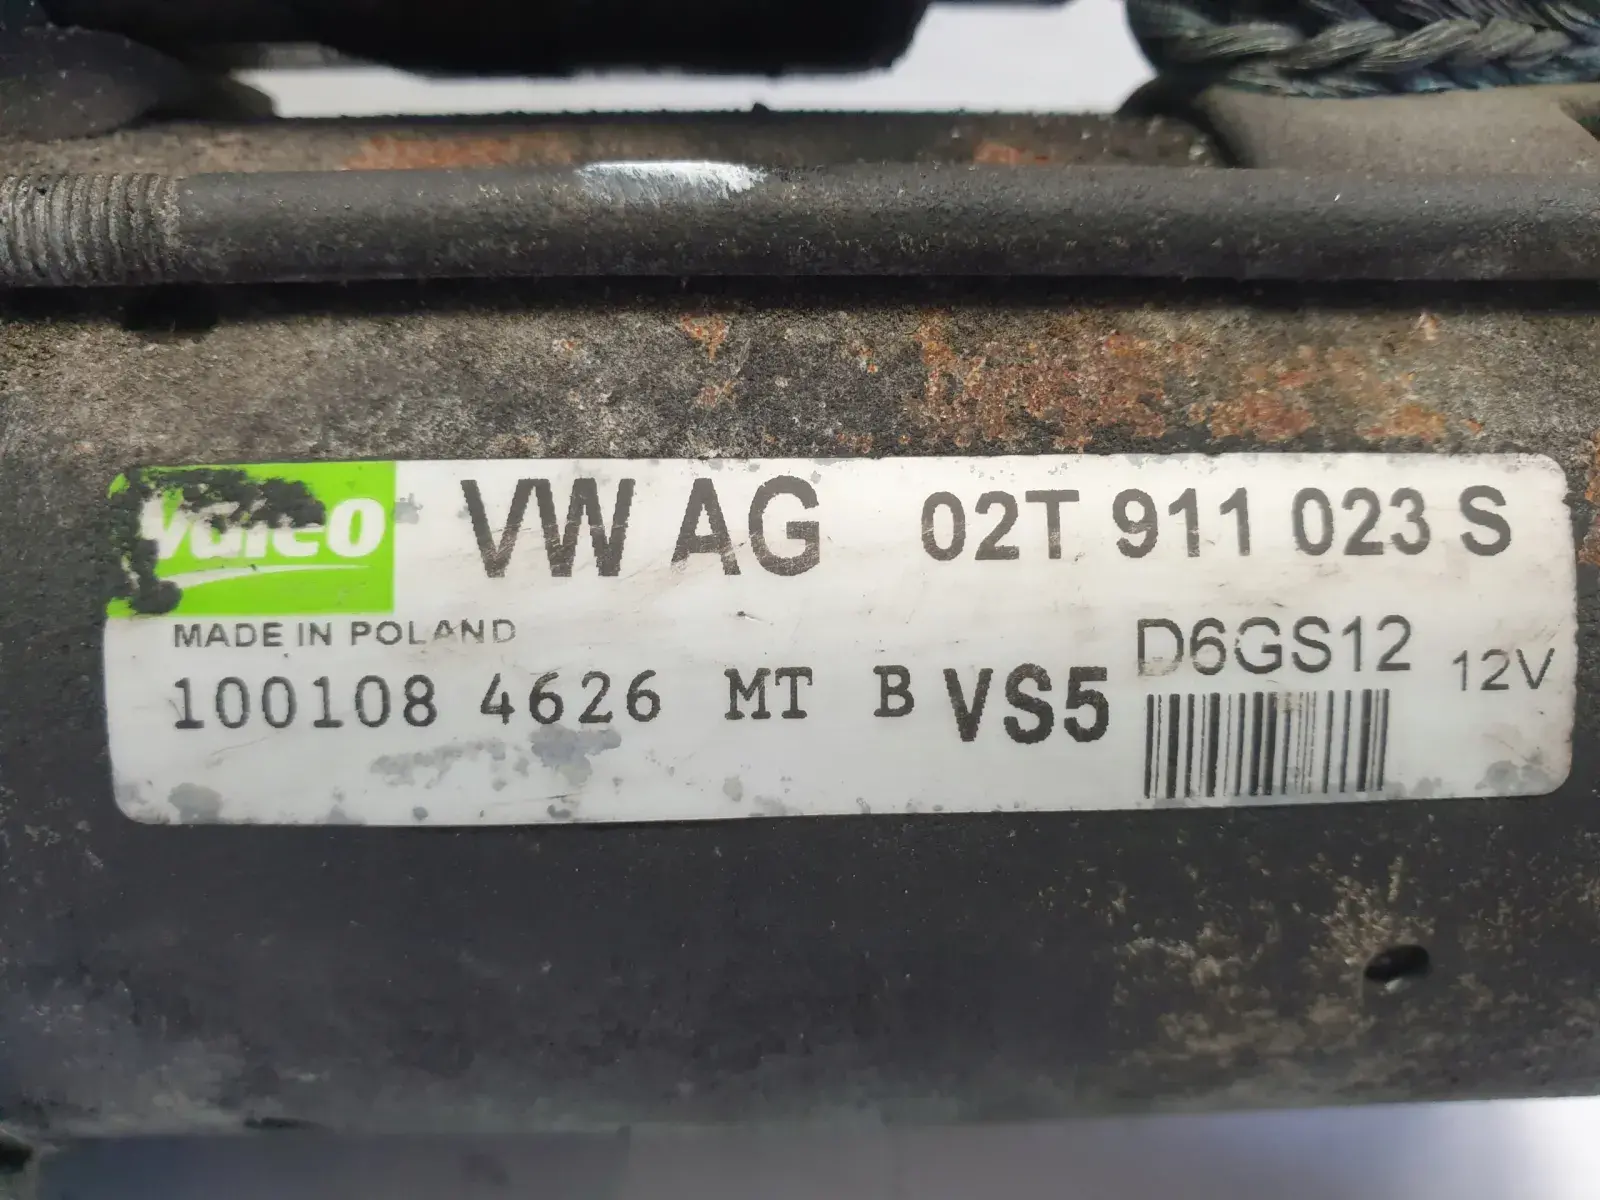 Valeo VW AG 02T 911 023 S
MADE IN POLAND
D6GS12 12V
100108 4626 MT B VS5